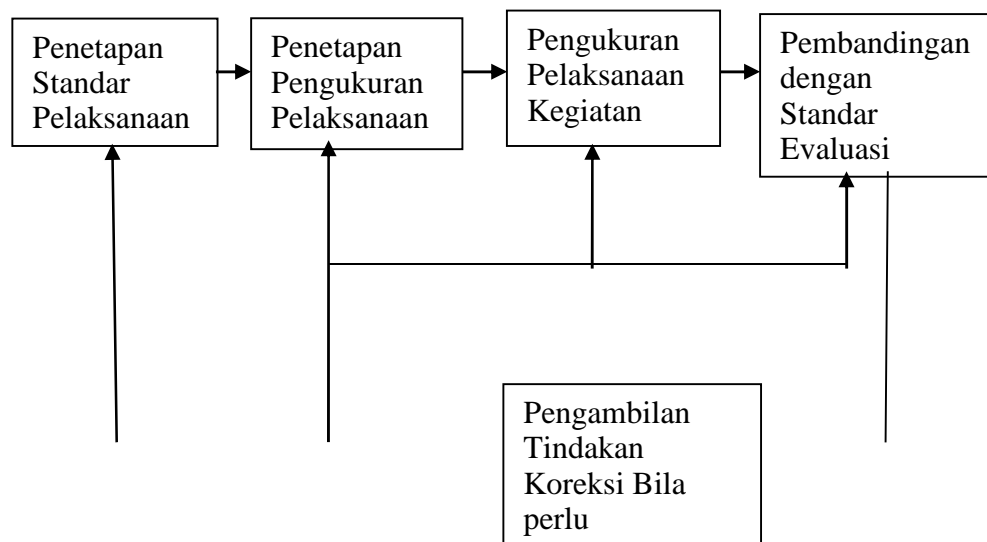 Penetapan
Standar
Pelaksanaan
Penetapan
Pengukuran
Pelaksanaan
Pengukuran
Pelaksanaan
Kegiatan
Pembandingan
dengan
Standar
Evaluasi
Pengambilan
Tindakan
Koreksi Bila
perlu